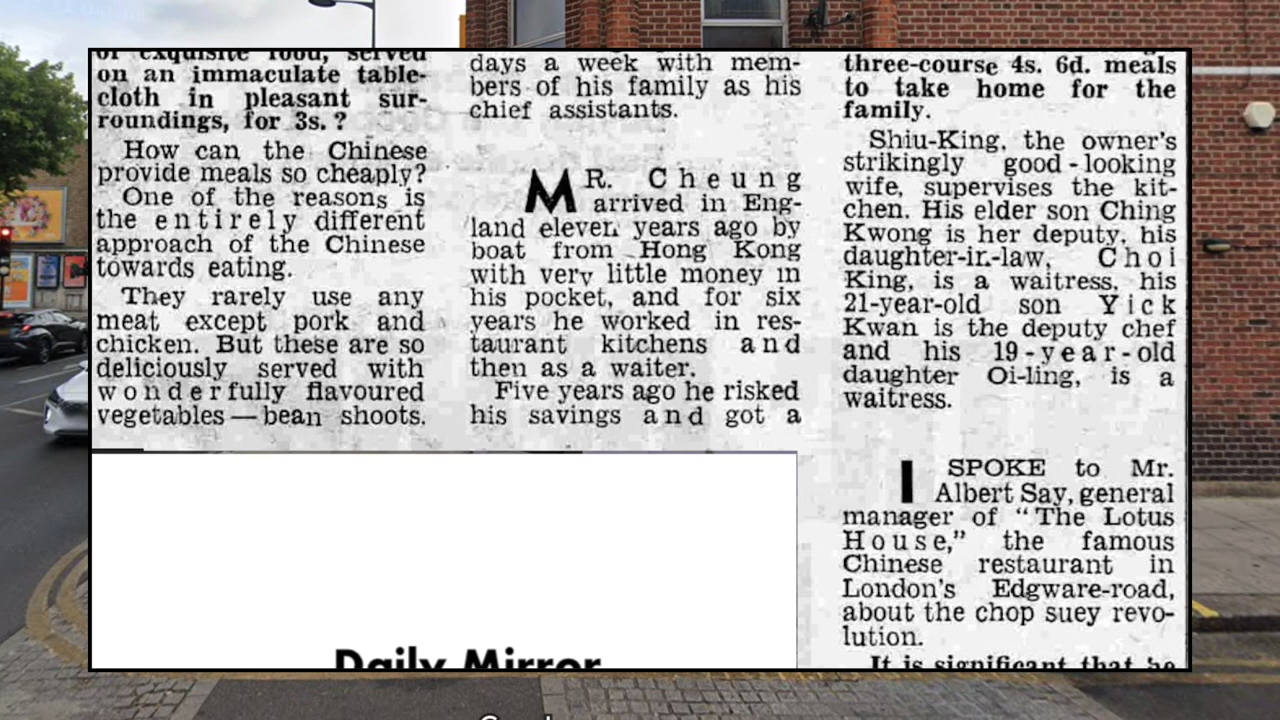 of exquisite food, served
on an immaculate table-
cloth in pleasant sur-
roundings, for 3s. ?
How can the Chinese
provide meals so cheaply?
One of the reasons is
the entirely different
approach of the Chinese
towards eating.
They rarely use any
meat except pork and
chicken. But these are so
deliciously served with
wonderfully flavoured
vegetables — bean shoots.
days a week with mem-
bers of his family as his
chief assistants.
MR. Cheung
arrived in Eng-
land eleven years ago by
boat from Hong Kong
with very little money in
his pocket, and for six
years he worked in res-
taurant kitchens and
then as a waiter.
Five years ago he risked
his savings and got a
three-course 4s. 6d. meals
to take home for the
family.
Shiu-King, the owner's
strikingly good-looking
wife, supervises the kit-
chen. His elder son Ching
Kwong is her deputy, his
daughter-in-law, Choi
King, is a waitress, his
21-year-old son Yick
Kwan is the deputy chef
and his 19-year-old
daughter Oi-ling, is a
waitress.
I SPOKE to Mr.
Albert Say, general
manager of "The Lotus
House," the famous
Chinese restaurant in
London's Edgware-road,
about the chop suey revo-
lution.
It is significant that he
Daily Mirror